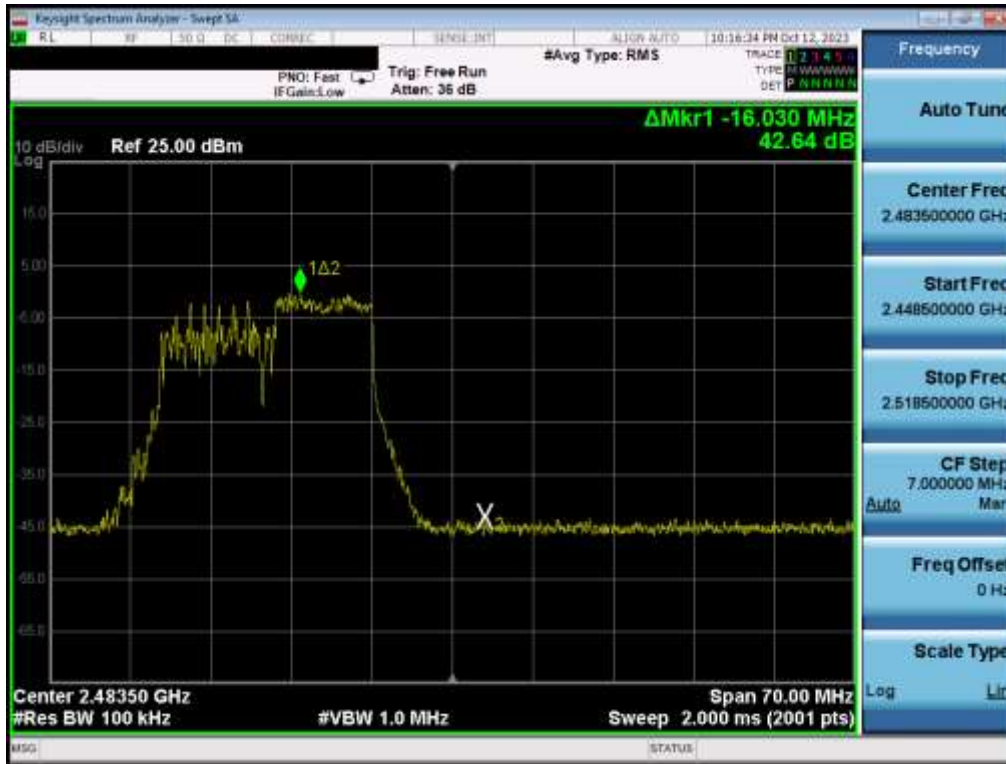 Keysight Spectrum Analyzer - Swept SA
RL RF 50 Ω DC CORREC SENSE:INT ALIGN AUTO 10:16:34 PM Oct 12, 2023
#Avg Type: RMS
TRACE 1 2 3 4 5 6
PNO: Fast Trig: Free Run
TYPE M W W W W W
IFGain:Low Atten: 36 dB
DET P N N N N N
ΔMkr1 -16.030 MHz
42.64 dB
10 dB/div Ref 25.00 dBm
Log
15.0
5.00
-5.00
-15.0
-25.0
-35.0
-45.0
-55.0
-65.0
1Δ2
X2
Center 2.48350 GHz Span 70.00 MHz
#Res BW 100 kHz #VBW 1.0 MHz Sweep 2.000 ms (2001 pts)
MSG STATUS
Frequency
Auto Tune
Center Freq
2.483500000 GHz
Start Freq
2.448500000 GHz
Stop Freq
2.518500000 GHz
CF Step
7.000000 MHz
Auto Man
Freq Offset
0 Hz
Scale Type
Log Lin